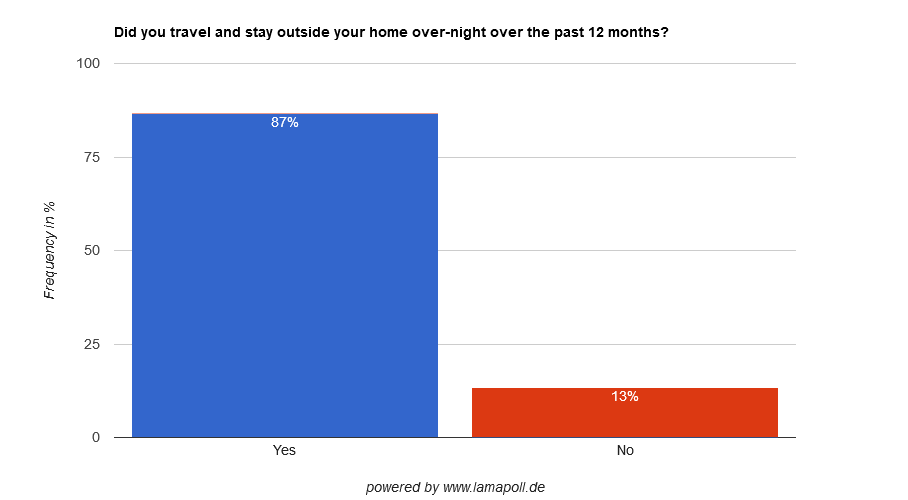 Did you travel and stay outside your home over-night over the past 12 months?
100
75
50
25
0
Frequency in %
87%
13%
Yes
No
powered by www.lamapoll.de